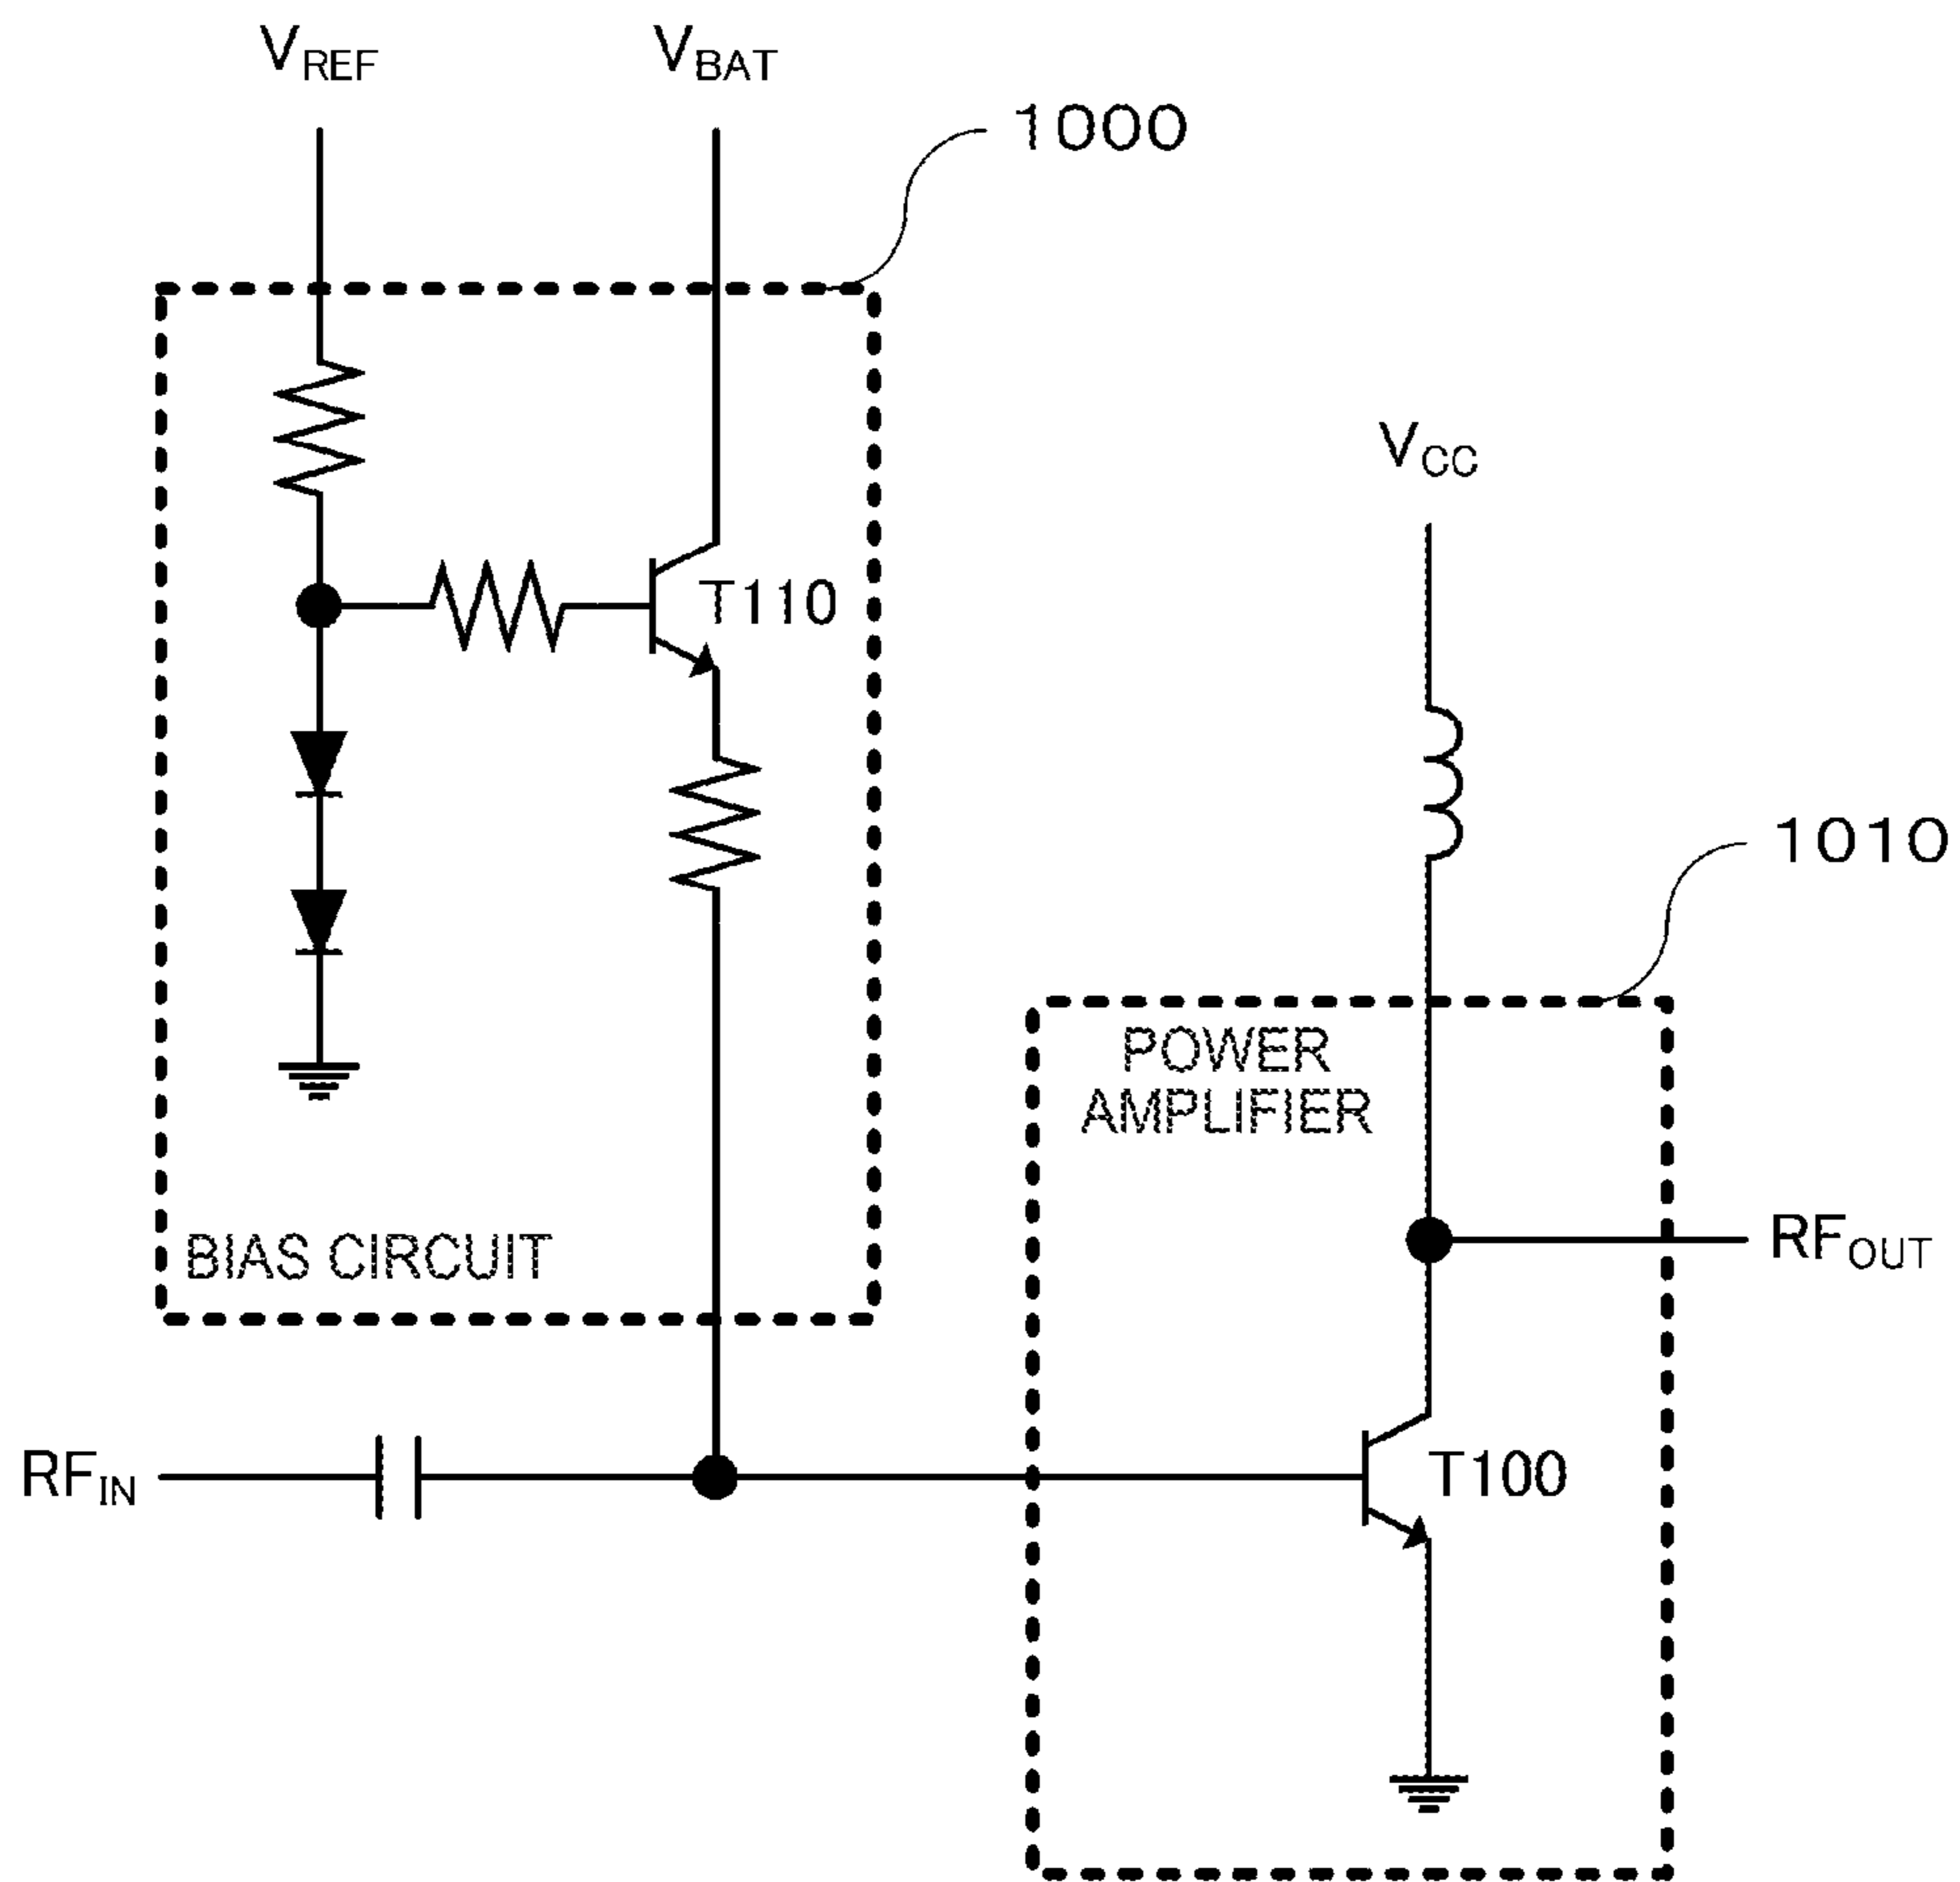 VREF
VBAT
1000
T110
VCC
1010
POWER
AMPLIFIER
BIAS CIRCUIT
RFOUT
RFIN
T100